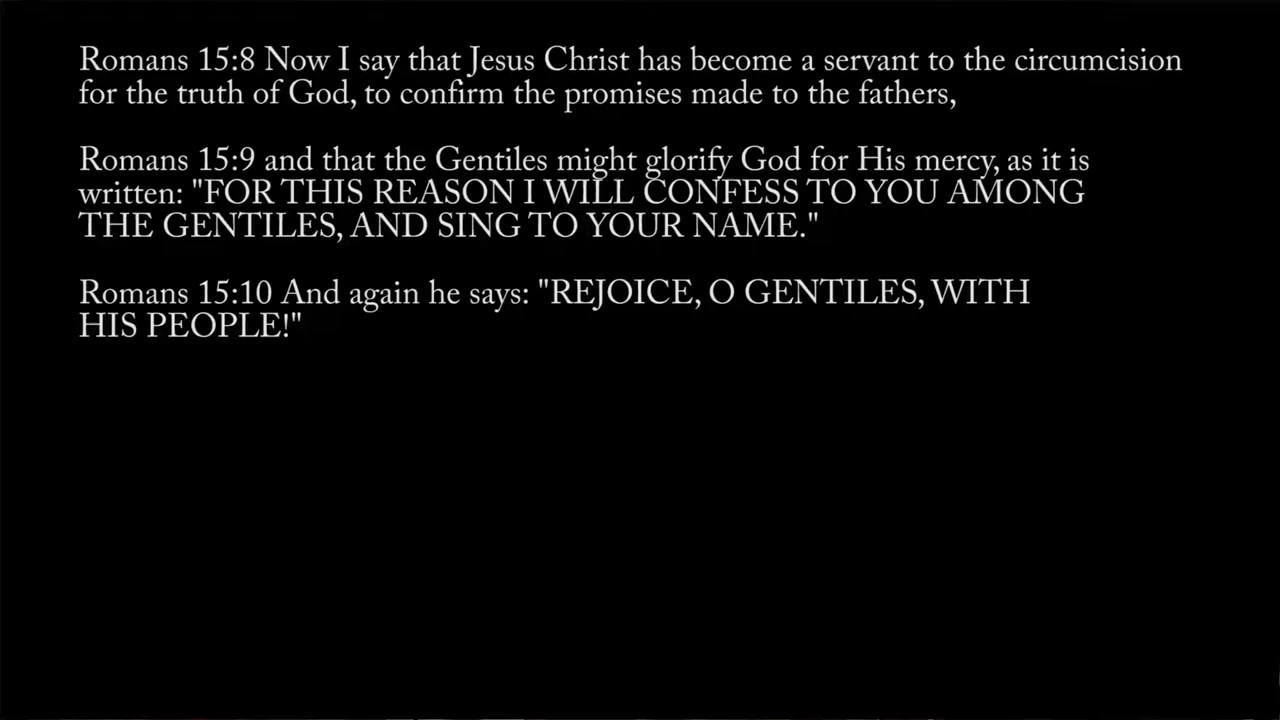 Romans 15:8 Now I say that Jesus Christ has become a servant to the circumcision
for the truth of God, to confirm the promises made to the fathers,
Romans 15:9 and that the Gentiles might glorify God for His mercy, as it is
written: "FOR THIS REASON I WILL CONFESS TO YOU AMONG
THE GENTILES, AND SING TO YOUR NAME."
Romans 15:10 And again he says: "REJOICE, O GENTILES, WITH
HIS PEOPLE!"